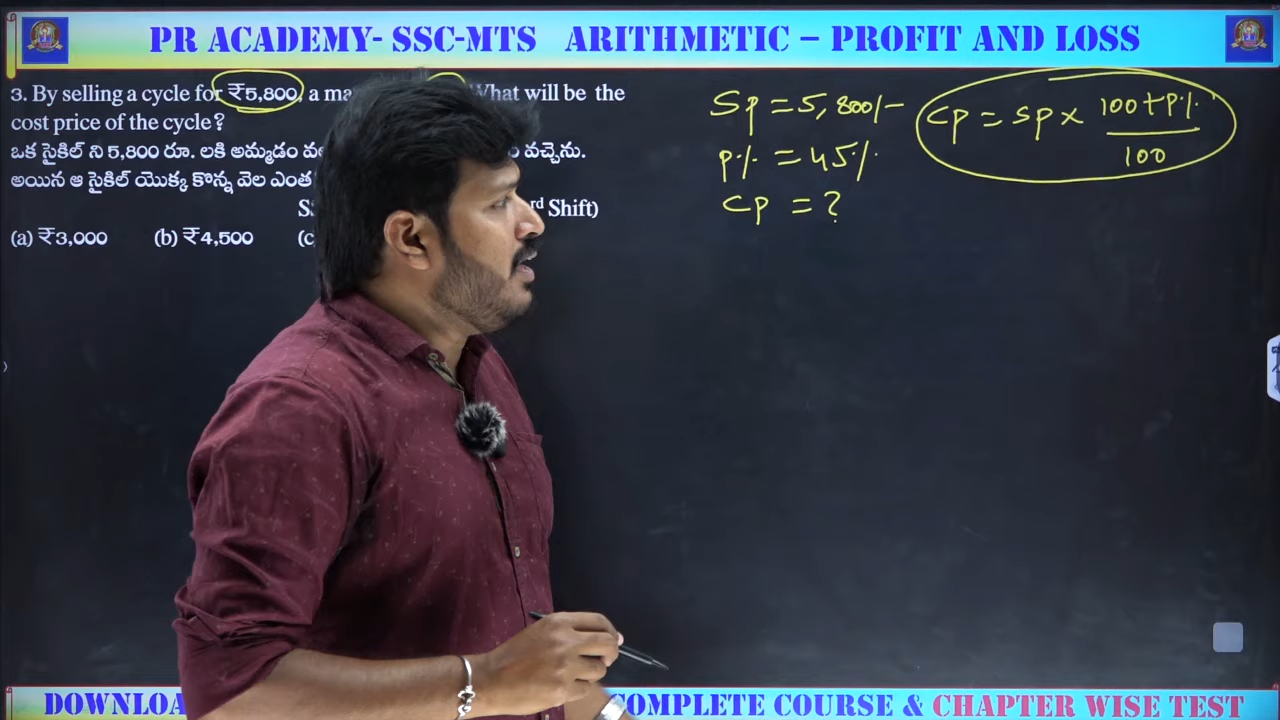 PR ACADEMY- SSC-MTS ARITHMETIC – PROFIT AND LOSS
3. By selling a cycle for ₹5,800, a What will be the
cost price of the cycle?
ఒక సైకిల్ ని 5,800 రూ. లకి అమ్మడం వచ్చెను.
అయిన ఆ సైకిల్ యొక్క కొన్న వెల ఎంత
rd Shift)
(a) ₹3,000 (b) ₹4,500
SP = 5,800/-
P% = 45%
CP = ?
CP = SP × 100+P% / 100
COMPLETE COURSE & CHAPTER WISE TEST